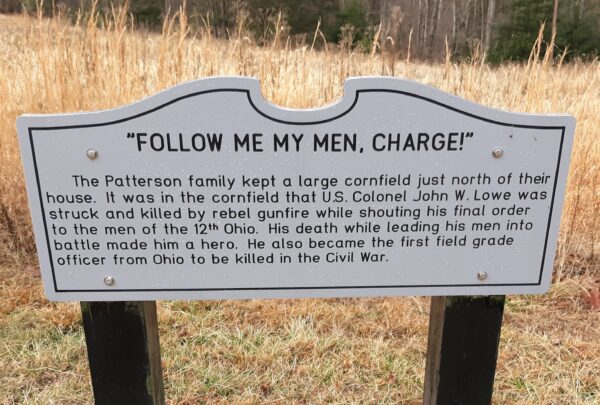 "FOLLOW ME MY MEN, CHARGE!"
The Patterson family kept a large cornfield just north of their
house. It was in the cornfield that U.S. Colonel John W. Lowe was
struck and killed by rebel gunfire while shouting his final order
to the men of the 12th Ohio. His death while leading his men into
battle made him a hero. He also became the first field grade
officer from Ohio to be killed in the Civil War.